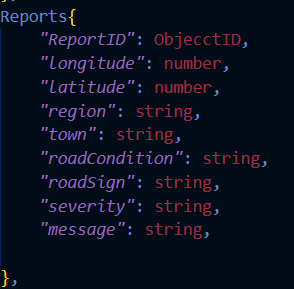 Reports{
"ReportID": ObjecctID,
"longitude": number,
"latitude": number,
"region": string,
"town": string,
"roadCondition": string,
"roadSign": string,
"severity": string,
"message": string,
},